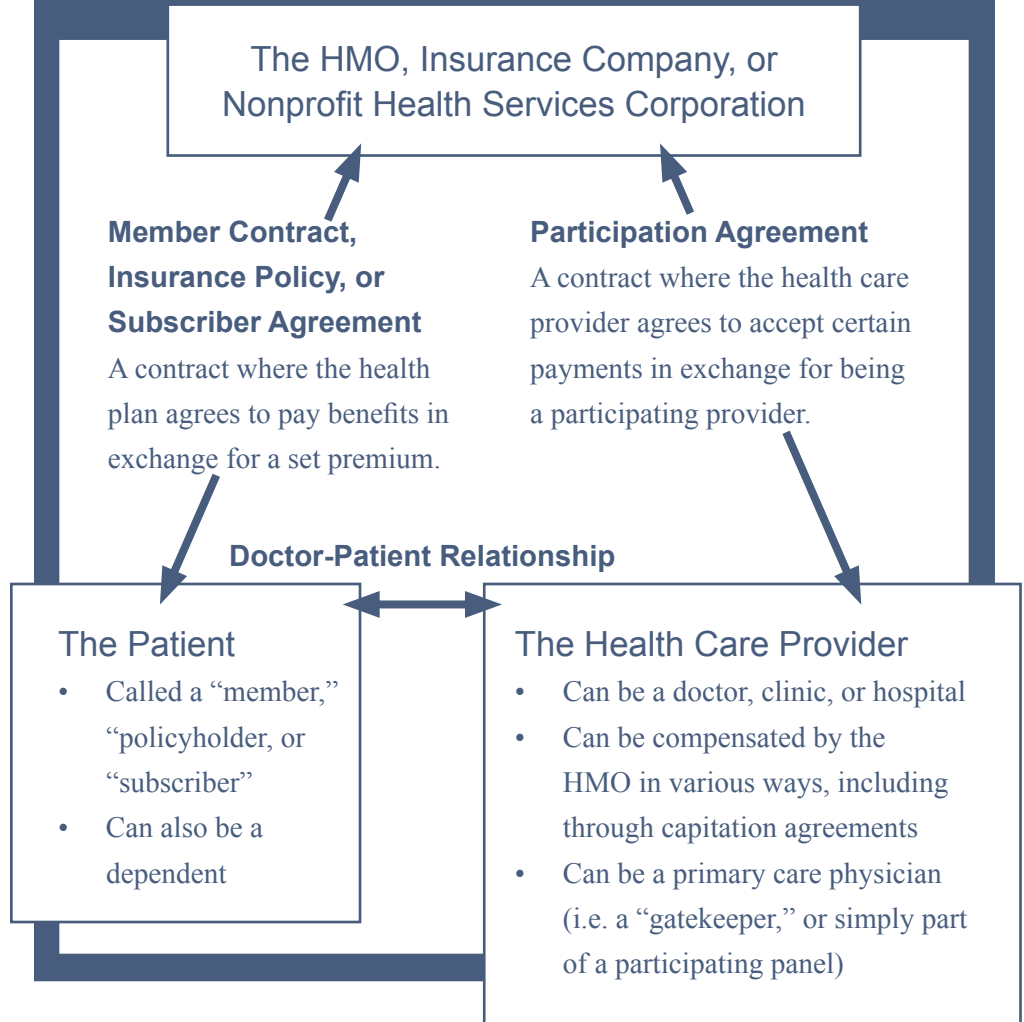 The HMO, Insurance Company, or
Nonprofit Health Services Corporation
Member Contract,
Insurance Policy, or
Subscriber Agreement
A contract where the health
plan agrees to pay benefits in
exchange for a set premium.
Participation Agreement
A contract where the health care
provider agrees to accept certain
payments in exchange for being
a participating provider.
Doctor-Patient Relationship
The Patient
• Called a “member,”
“policyholder, or
“subscriber”
• Can also be a
dependent
The Health Care Provider
• Can be a doctor, clinic, or hospital
• Can be compensated by the
HMO in various ways, including
through capitation agreements
• Can be a primary care physician
(i.e. a “gatekeeper,” or simply part
of a participating panel)